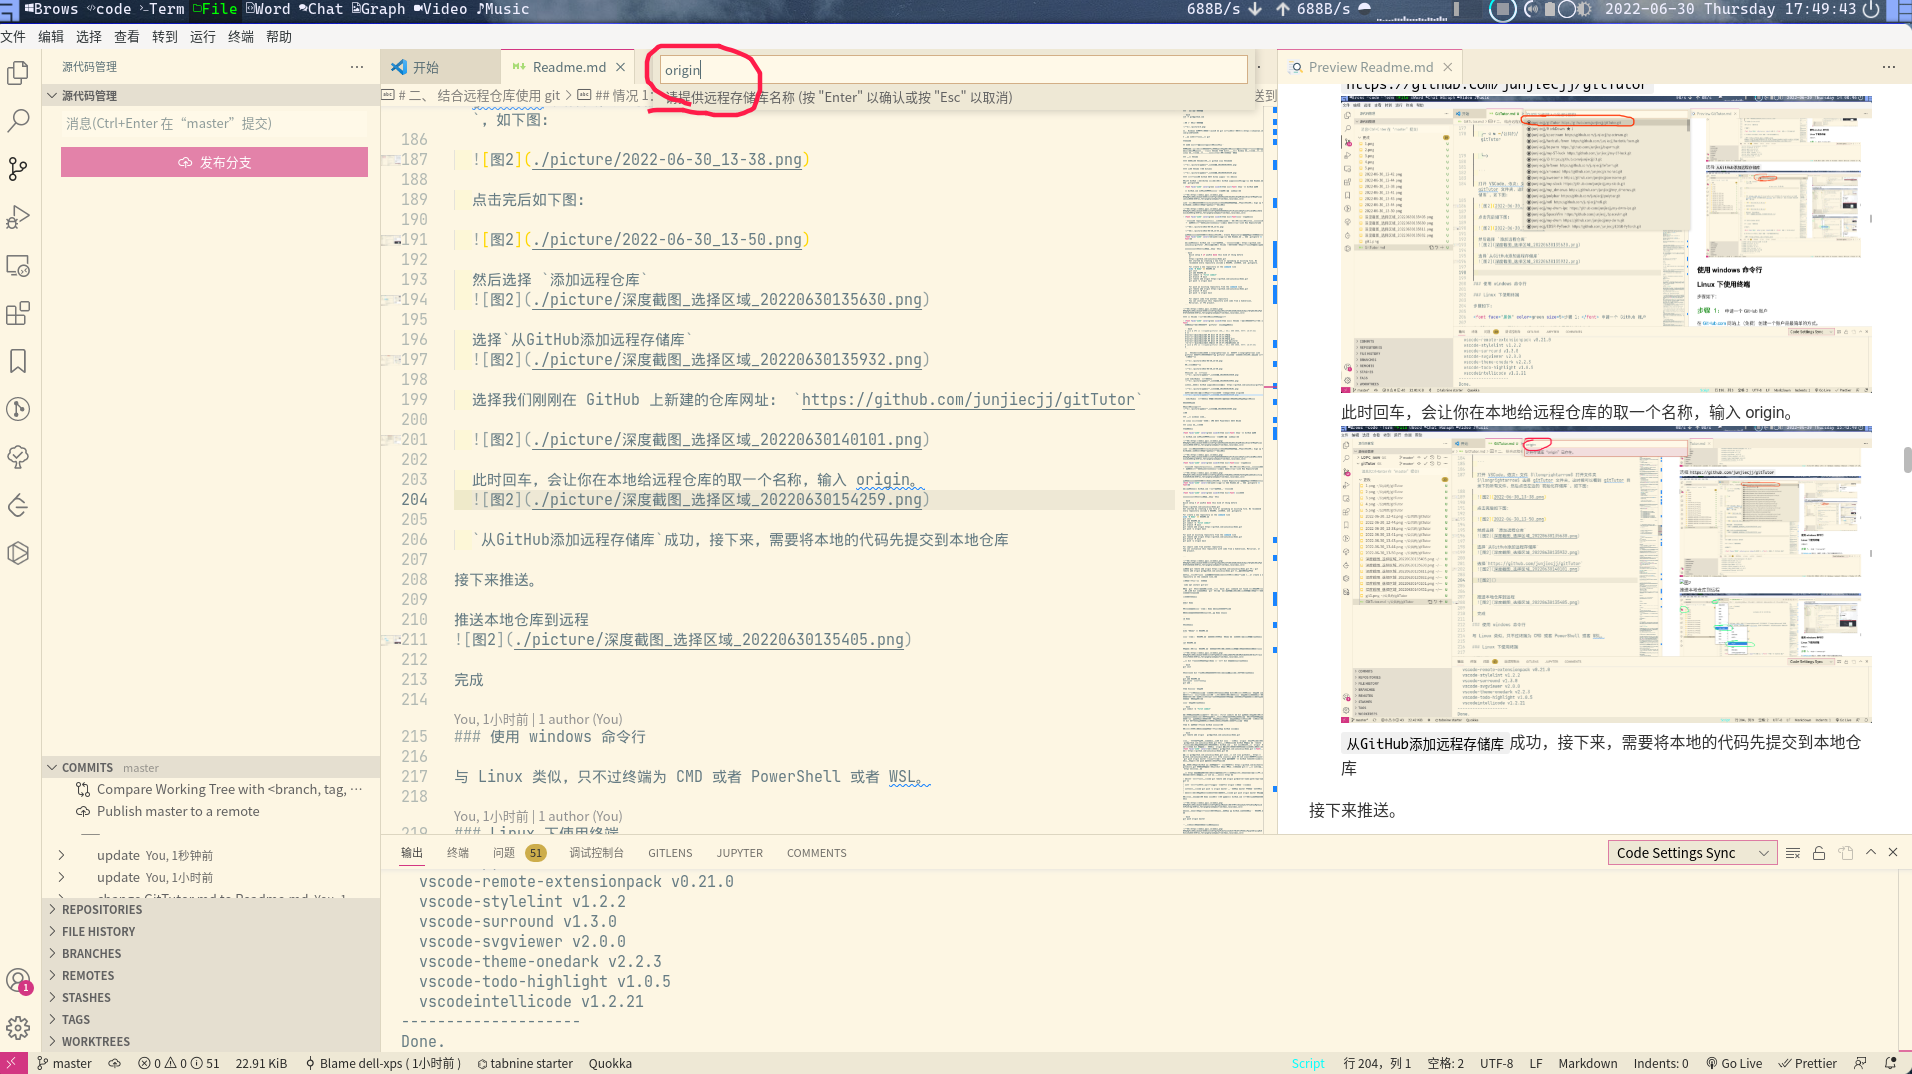 Brows code Term File Word Chat Graph Video Music
688B/s 688B/s 2022-06-30 Thursday 17:49:43
文件 编辑 选择 查看 转到 运行 终端 帮助
源代码管理
源代码管理
消息(Ctrl+Enter 在“master”提交)
发布分支
COMMITS master
Compare Working Tree with <branch, tag, ···
Publish master to a remote
update You, 1秒钟前
update You, 1小时前
change GitTutor.md to Readme.md You, 1
REPOSITORIES
FILE HISTORY
BRANCHES
REMOTES
STASHES
TAGS
WORKTREES
开始
Readme.md
origin
请提供远程存储库名称 (按 "Enter" 以确认或按 "Esc" 以取消)
# 二、 结合远程仓库使用 git > ## 情况 1:
送到
`，如下图:
186
187 ![图2](./picture/2022-06-30_13-38.png)
188
189 点击完后如下图:
190
191 ![图2](./picture/2022-06-30_13-50.png)
192
193 然后选择 `添加远程仓库`
194 ![图2](./picture/深度截图_选择区域_20220630135630.png)
195
196 选择`从GitHub添加远程存储库`
197 ![图2](./picture/深度截图_选择区域_20220630135932.png)
198
199 选择我们刚刚在 GitHub 上新建的仓库网址: `https://github.com/junjiecjj/gitTutor`
200
201 ![图2](./picture/深度截图_选择区域_20220630140101.png)
202
203 此时回车，会让你在本地给远程仓库的取一个名称，输入 origin。
204 ![图2](./picture/深度截图_选择区域_20220630154259.png)
205
206 `从GitHub添加远程存储库`成功，接下来，需要将本地的代码先提交到本地仓库
207
208 接下来推送。
209
210 推送本地仓库到远程
211 ![图2](./picture/深度截图_选择区域_20220630135405.png)
212
213 完成
214
You, 1小时前 | 1 author (You)
215 ### 使用 windows 命令行
216
217 与 Linux 类似，只不过终端为 CMD 或者 PowerShell 或者 WSL。
218
You, 1小时前 | 1 author (You)
219 ### Linux 下使用终端
Preview Readme.md
https://github.com/junjiecjj/gitTutor
使用 windows 命令行
Linux 下使用终端
此时回车，会让你在本地给远程仓库的取一个名称，输入 origin。
从GitHub添加远程存储库 成功，接下来，需要将本地的代码先提交到本地仓
库
接下来推送。
输出 终端 问题 51 调试控制台 GITLENS JUPYTER COMMENTS
Code Settings Sync
vscode-remote-extensionpack v0.21.0
vscode-stylelint v1.2.2
vscode-surround v1.3.0
vscode-svgviewer v2.0.0
vscode-theme-onedark v2.2.3
vscode-todo-highlight v1.0.5
vscodeintellicode v1.2.21
--------------------
Done.
1
master 0 0 51 22.91 KiB Blame dell-xps ( 1小时前 ) tabnine starter Quokka
Script 行 204，列 1 空格: 2 UTF-8 LF Markdown Indents: 0 Go Live Prettier